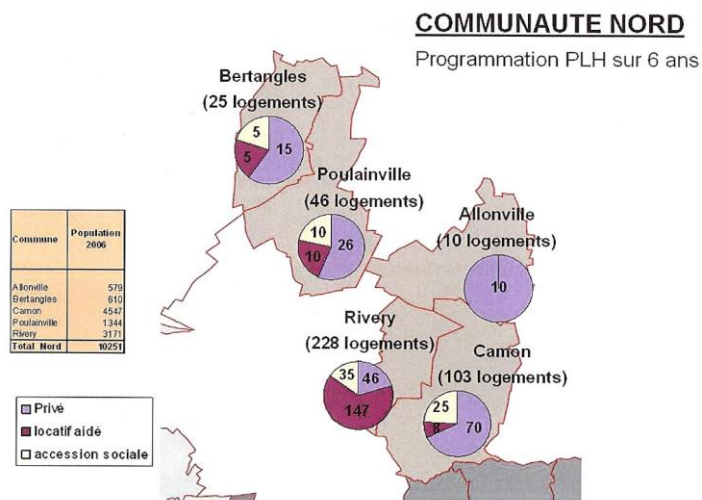 COMMUNAUTE NORD
Programmation PLH sur 6 ans
Bertangles
(25 logements)
5
15
5
Poulainville
(46 logements)
10
26
10
Allonville
(10 logements)
10
Commune Population
2006
Allonville 579
Bertangles 610
Camon 4547
Poulainville 1344
Rivery 3171
Total Nord 10251
Rivery
(228 logements)
35 46
147
Camon
(103 logements)
25
8 70
Privé
locatif aidé
accession sociale